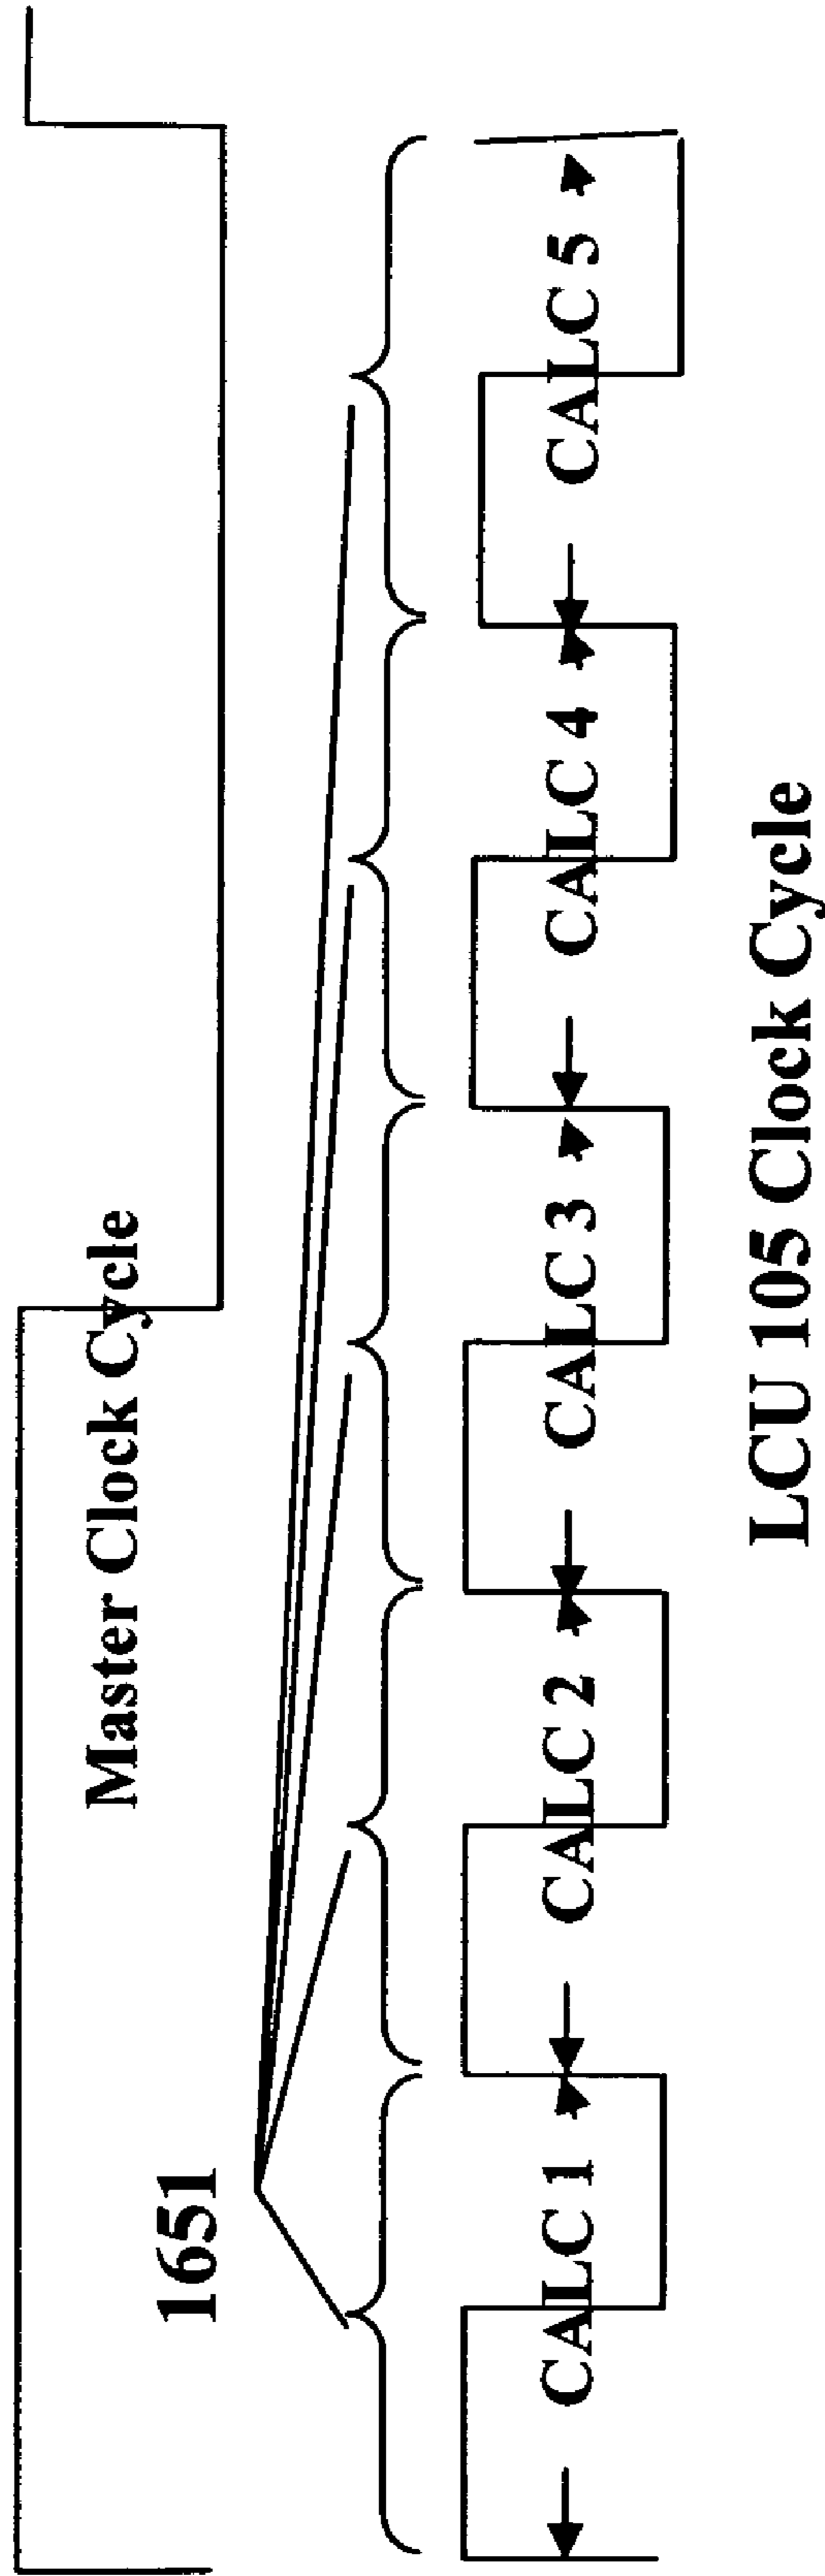 Master Clock Cycle
1651
CALC 1
CALC 2
CALC 3
CALC 4
CALC 5
LCU 105 Clock Cycle